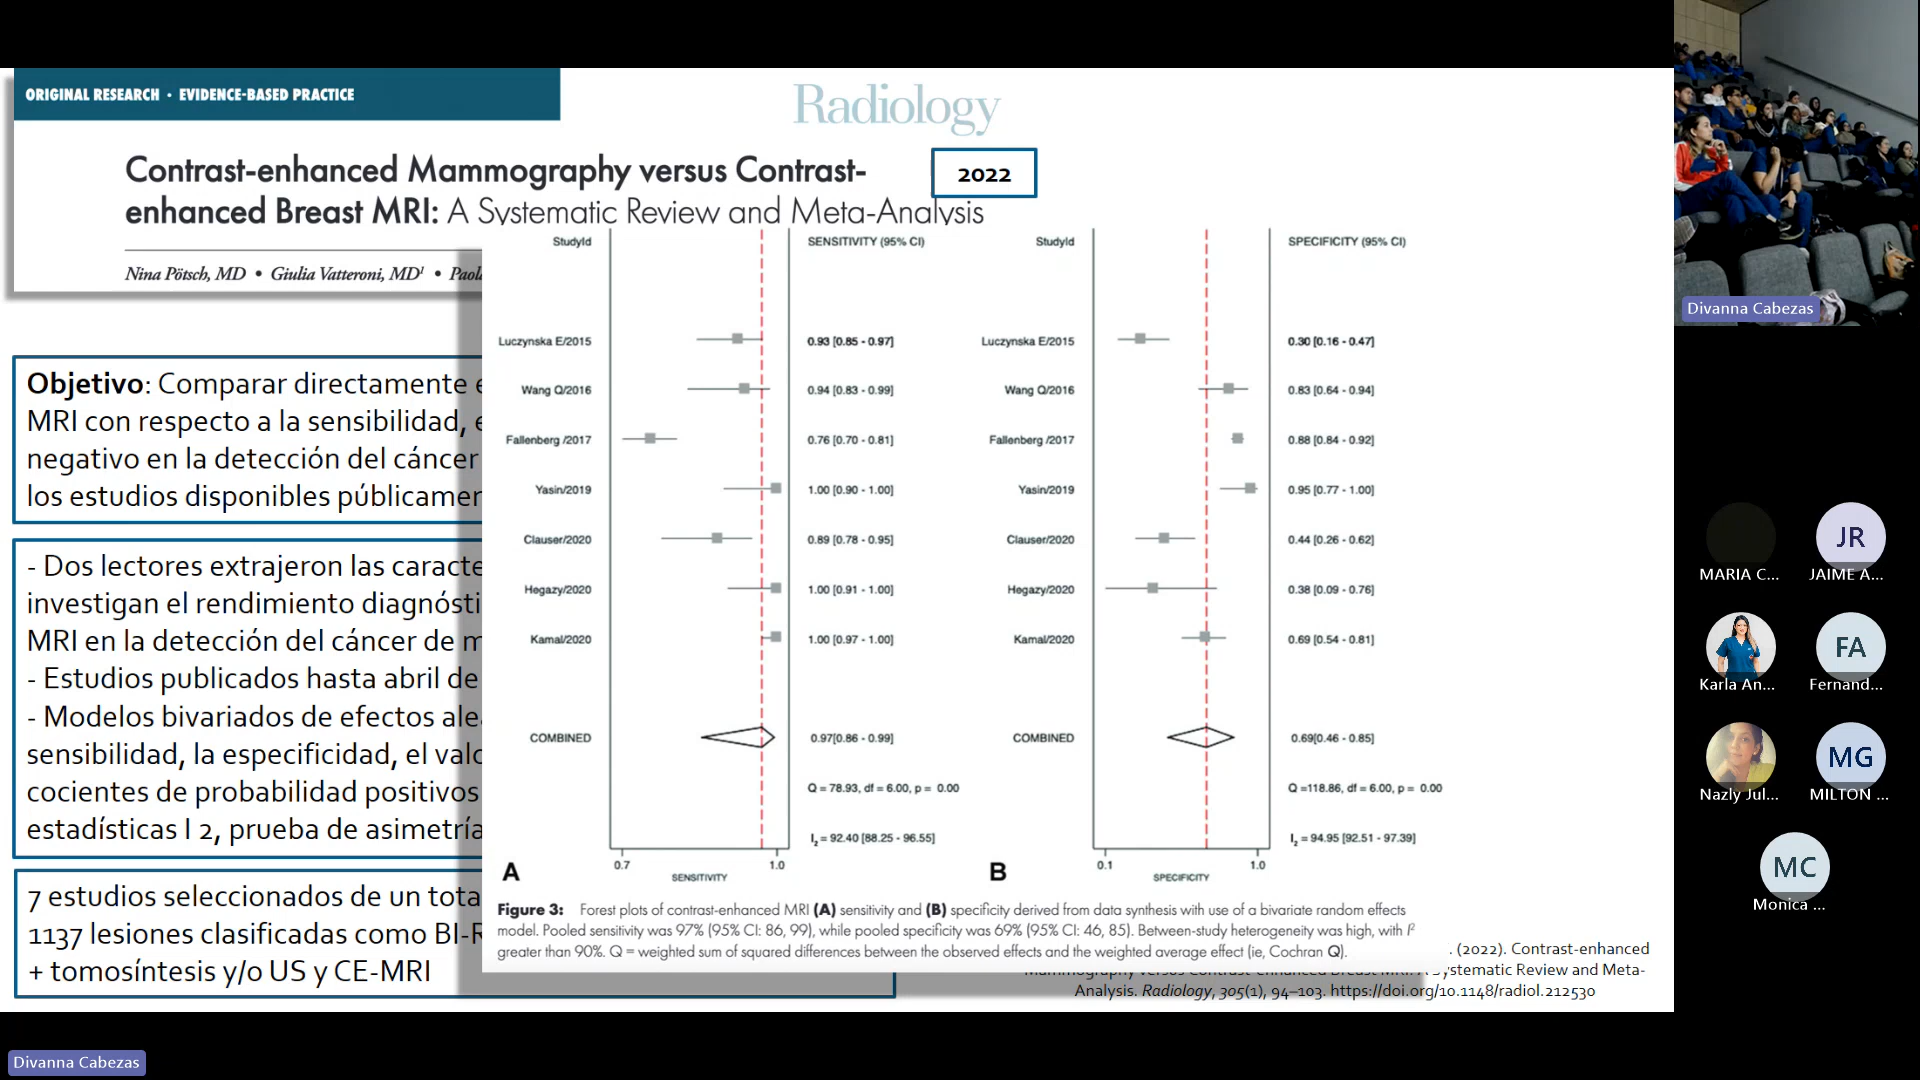 ORIGINAL RESEARCH · EVIDENCE-BASED PRACTICE
Radiology
Contrast-enhanced Mammography versus Contrast-
enhanced Breast MRI: A Systematic Review and Meta-Analysis
2022
Nina Pötsch, MD • Giulia Vatteroni, MD¹ •
Objetivo: Comparar directamente
MRI con respecto a la sensibilidad,
negativo en la detección del cáncer
los estudios disponibles
- Dos lectores extrajeron las
investigan el rendimiento
MRI en la detección del cáncer de
- Estudios publicados hasta abril de
- Modelos bivariados de efectos
sensibilidad, la especificidad, el
cocientes de probabilidad positivos
estadísticas I 2, prueba de
7 estudios seleccionados de un
1137 lesiones clasificadas como
+ tomosíntesis y/o US y CE-MRI
StudyId SENSITIVITY (95% CI)
Luczynska E/2015 0.93 [0.85 - 0.97]
Wang Q/2016 0.94 [0.83 - 0.99]
Fallenberg /2017 0.76 [0.70 - 0.81]
Yasin/2019 1.00 [0.90 - 1.00]
Clauser/2020 0.89 [0.78 - 0.95]
Hegazy/2020 1.00 [0.91 - 1.00]
Kamal/2020 1.00 [0.97 - 1.00]
COMBINED 0.97[0.86 - 0.99]
Q = 78.93, df = 6.00, p = 0.00
I2 = 92.40 [88.25 - 96.55]
0.7 1.0
A SENSITIVITY
StudyId SPECIFICITY (95% CI)
Luczynska E/2015 0.30 [0.16 - 0.47]
Wang Q/2016 0.83 [0.64 - 0.94]
Fallenberg /2017 0.88 [0.84 - 0.92]
Yasin/2019 0.95 [0.77 - 1.00]
Clauser/2020 0.44 [0.26 - 0.62]
Hegazy/2020 0.38 [0.09 - 0.76]
Kamal/2020 0.69 [0.54 - 0.81]
COMBINED 0.69[0.46 - 0.85]
Q =118.86, df = 6.00, p = 0.00
I2 = 94.95 [92.51 - 97.39]
0.1 1.0
B SPECIFICITY
Figure 3: Forest plots of contrast-enhanced MRI (A) sensitivity and (B) specificity derived from data synthesis with use of a bivariate random effects
model. Pooled sensitivity was 97% (95% CI: 86, 99), while pooled specificity was 69% (95% CI: 46, 85). Between-study heterogeneity was high, with I²
greater than 90%. Q = weighted sum of squared differences between the observed effects and the weighted average effect (ie, Cochran Q).
. (2022). Contrast-enhanced
Systematic Review and Meta-
Analysis. Radiology, 305(1), 94–103. https://doi.org/10.1148/radiol.212530
Divanna Cabezas
MARIA C...
JR
JAIME A...
Karla An...
FA
Fernand...
Nazly Jul...
MG
MILTON ...
MC
Monica ...
Divanna Cabezas